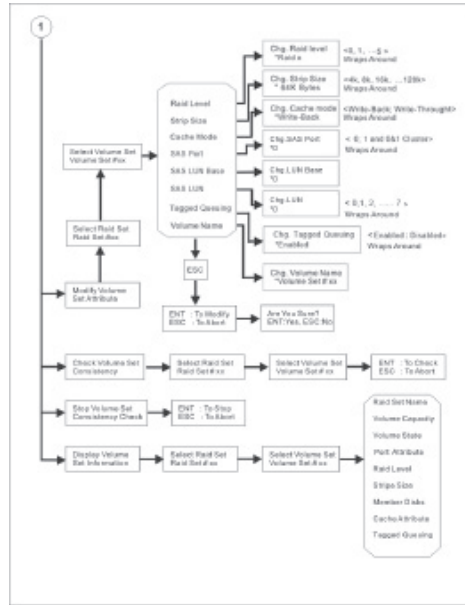 1
Chg. Raid level
<0, 1, ...5 >
Wraps Around
Chg. Strip Size
* 64K Bytes
<4k, 8k, 16k, ...128k>
Wraps Around
Raid Level
Strip Size
Cache Mode
SAS Port
SAS LUN Base
SAS LUN
Tagged Queuing
Volume Name
Chg. Cache mode
*Write-Back
<Write-Back; Write-Through>
Wraps Around
Select Volume Set
Volume Set #xx
Chg.SAS Port
*0
< 0; 1 and 0&1 Cluster>
Wraps Around
Chg.LUN Base
*0
Select Raid Set
Raid Set #xx
Chg.LUN
*0
< 0,1, 2, ..... 7 >
Wraps Around
Chg. Tagged Queuing
*Enabled
<Enabled; Disabled>
Wraps Around
ESC
Chg. Volume Name
*Volume Set # xx
Modify Volume
Set Attribute
ENT : To Modify
ESC : To Abort
Are You Sure?
ENT:Yes, ESC:No
Check Volume Set
Consistency
Select Raid Set
Raid Set # xx
Select Volume Set
Volume Set # xx
ENT : To Check
ESC : To Abort
Stop Volume Set
Consistency Check
ENT : To Stop
ESC : To Abort
Display Volume
Set Information
Select Raid Set
Raid Set # xx
Select Volume Set
Volume Set # xx
Raid Set Name
Volume Capacity
Volume State
Port Attribute
Raid Level
Stripe Size
Member Disks
Cache Attribute
Tagged Queuing